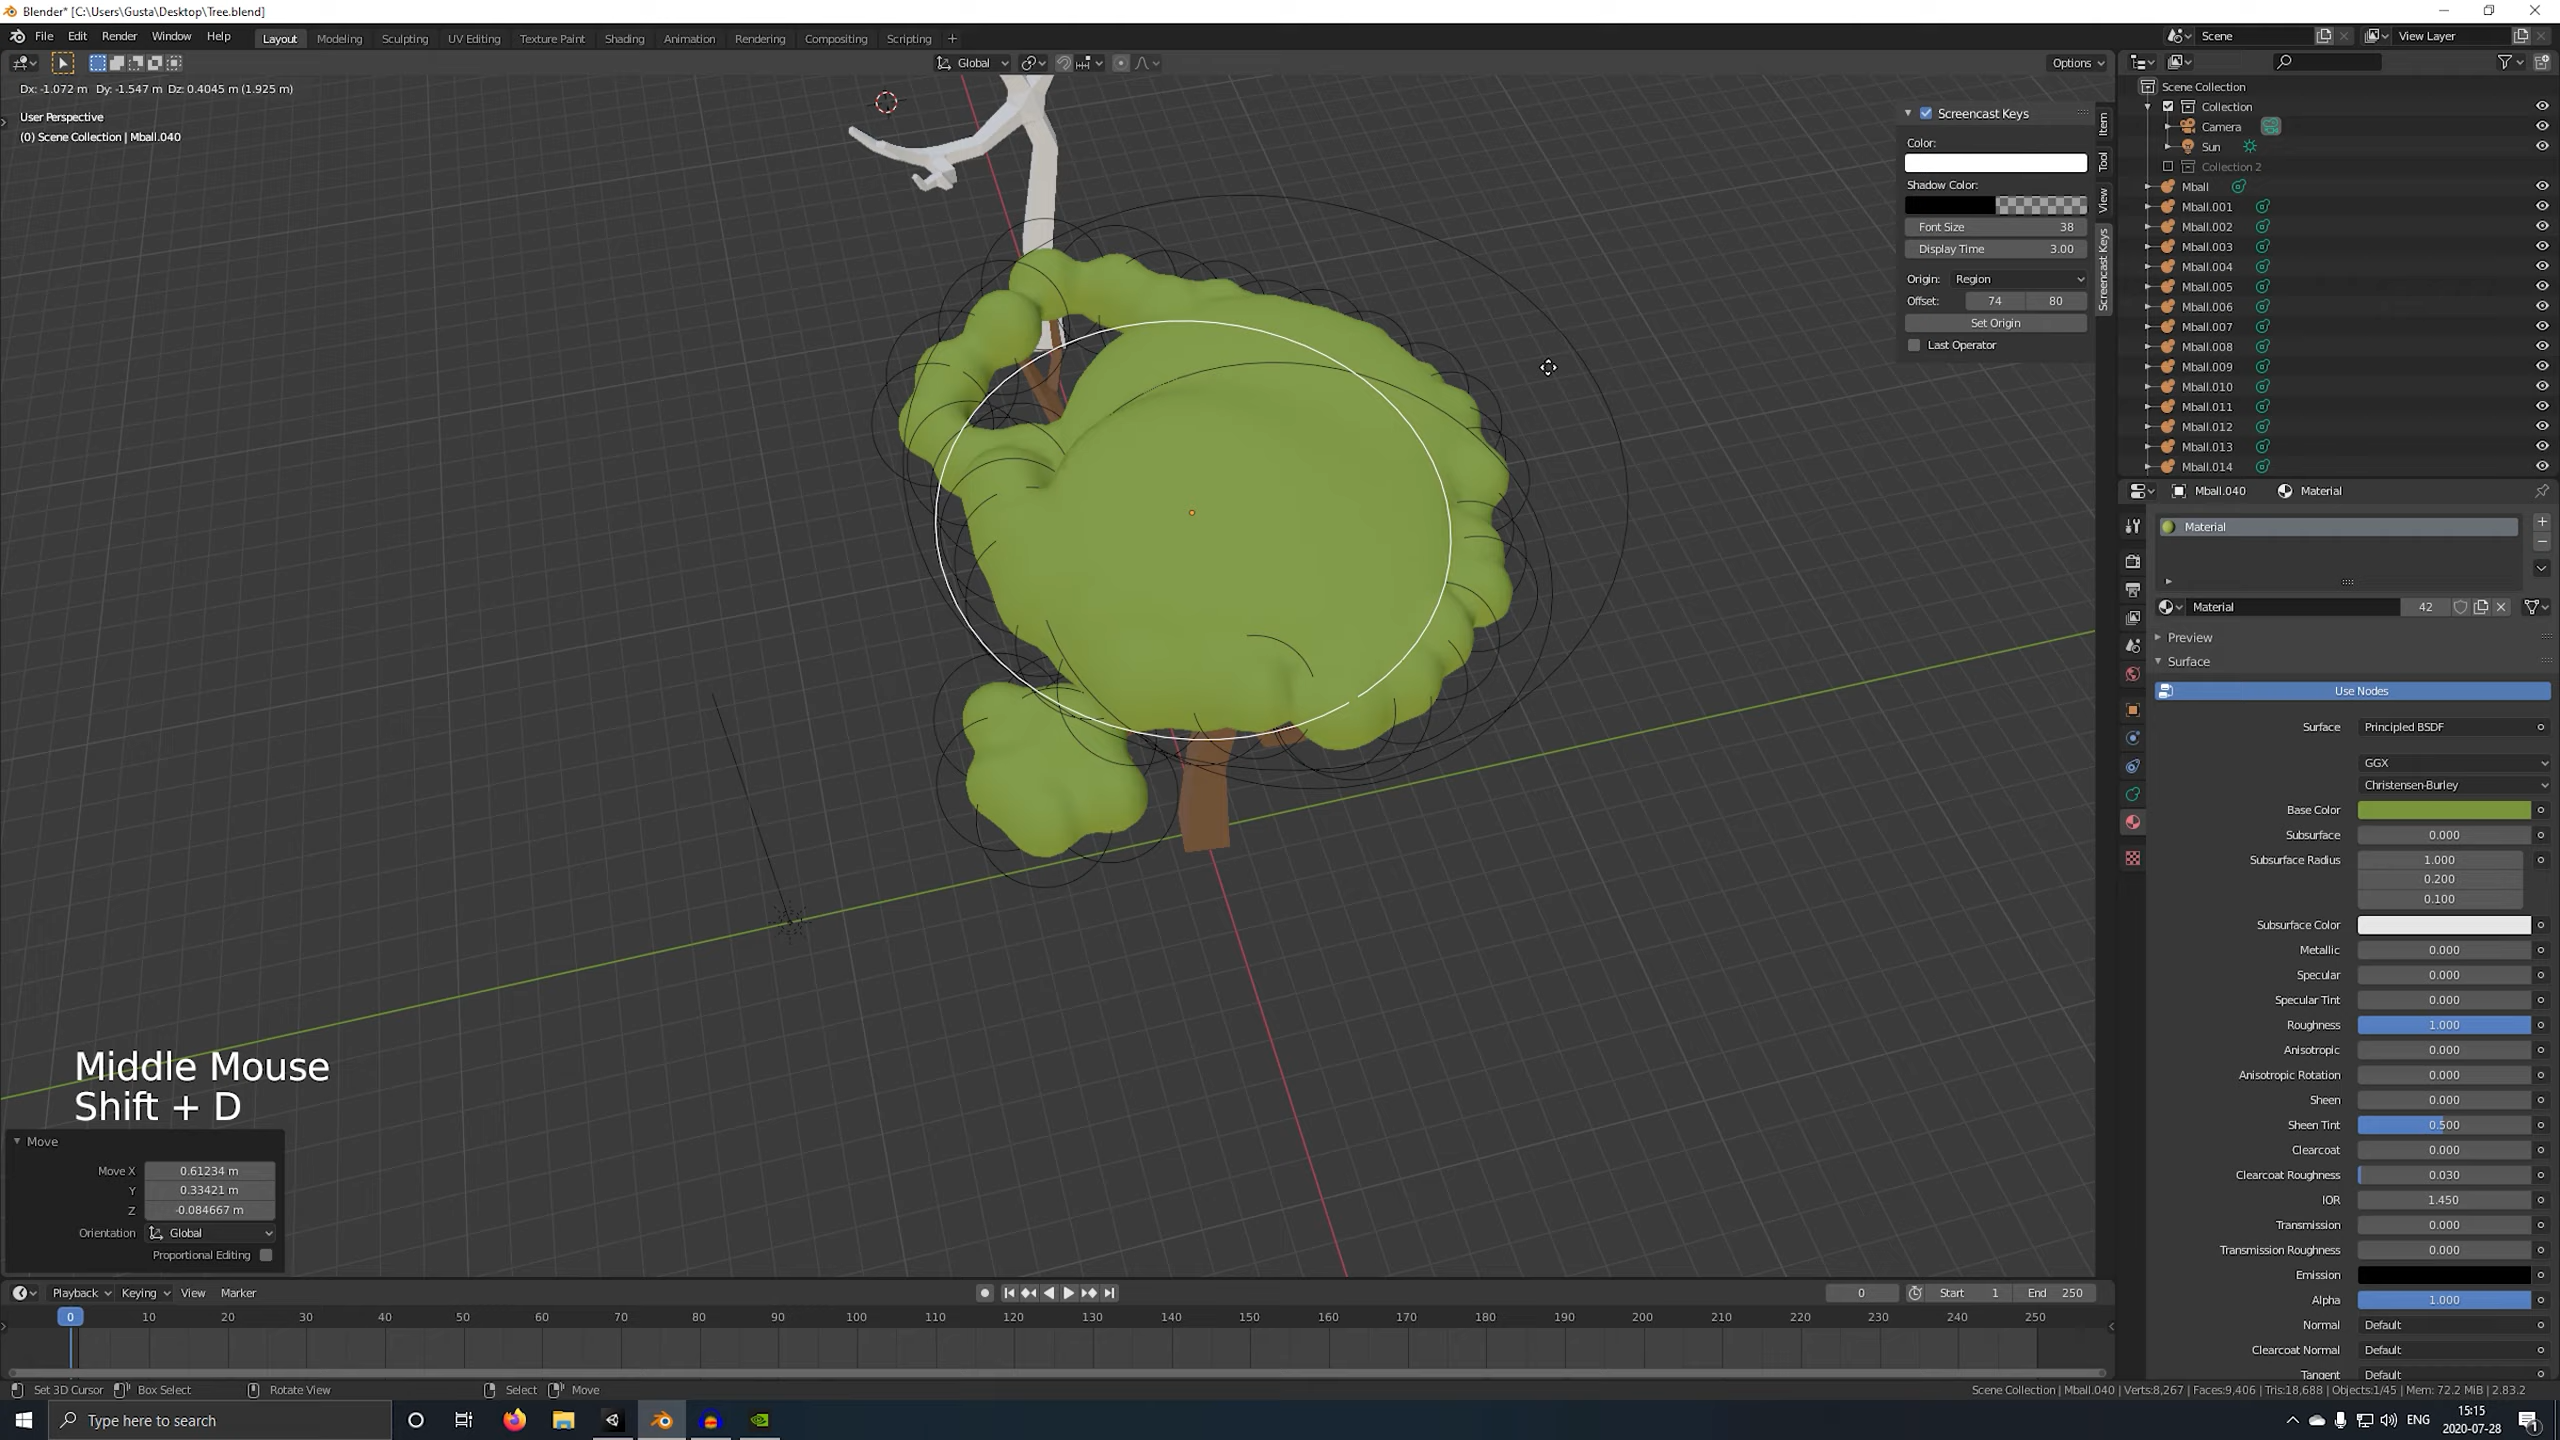 Blender* [C:\Users\Gusta\Desktop\Tree.blend]
File Edit Render Window Help
Layout Modeling Sculpting UV Editing Texture Paint Shading Animation Rendering Compositing Scripting +
Scene View Layer
Global
Options
Dx: -1.072 m Dy: -1.547 m Dz: 0.4045 m (1.925 m)
User Perspective
(0) Scene Collection | Mball.040
Screencast Keys
Color:
Shadow Color:
Font Size 38
Display Time 3.00
Origin: Region
Offset: 74 80
Set Origin
Last Operator
Item
Tool
View
Screencast Keys
Scene Collection
Collection
Camera
Sun
Collection 2
Mball
Mball.001
Mball.002
Mball.003
Mball.004
Mball.005
Mball.006
Mball.007
Mball.008
Mball.009
Mball.010
Mball.011
Mball.012
Mball.013
Mball.014
Mball.040 Material
Material
Material 42
Preview
Surface
Use Nodes
Surface Principled BSDF
GGX
Christensen-Burley
Base Color
Subsurface 0.000
Subsurface Radius 1.000
0.200
0.100
Subsurface Color
Metallic 0.000
Specular 0.000
Specular Tint 0.000
Roughness 1.000
Anisotropic 0.000
Anisotropic Rotation 0.000
Sheen 0.000
Sheen Tint 0.500
Clearcoat 0.000
Clearcoat Roughness 0.030
IOR 1.450
Transmission 0.000
Transmission Roughness 0.000
Emission
Alpha 1.000
Normal Default
Clearcoat Normal Default
Tangent Default
Middle Mouse
Shift + D
Move
Move X 0.61234 m
Y 0.33421 m
Z -0.084667 m
Orientation Global
Proportional Editing
Playback Keying View Marker
0 Start 1 End 250
0 10 20 30 40 50 60 70 80 90 100 110 120 130 140 150 160 170 180 190 200 210 220 230 240 250
Set 3D Cursor Box Select Rotate View Select Move
Scene Collection | Mball.040 | Verts:8,267 | Faces:9,406 | Tris:18,688 | Objects:1/45 | Mem: 72.2 MiB | 2.83.2
Type here to search
ENG
15:15
2020-07-28
1